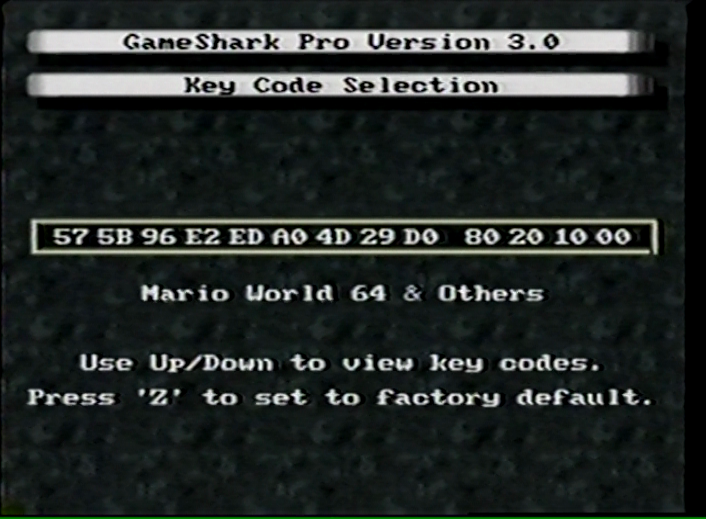 GameShark Pro Version 3.0
Key Code Selection
57 5B 96 E2 ED A0 4D 29 D0 80 20 10 00
Mario World 64 & Others
Use Up/Down to view key codes.
Press 'Z' to set to factory default.